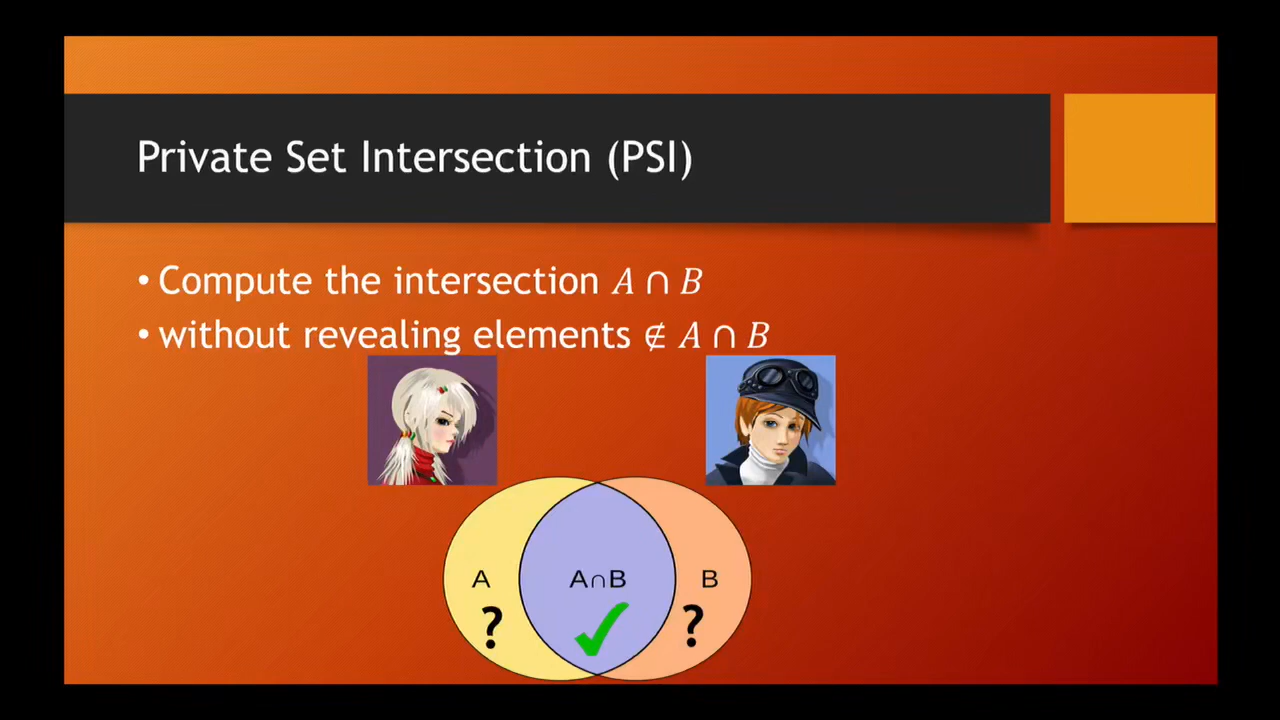 Private Set Intersection (PSI)
• Compute the intersection A ∩ B
• without revealing elements ∉ A ∩ B
A A∩B B
? ?